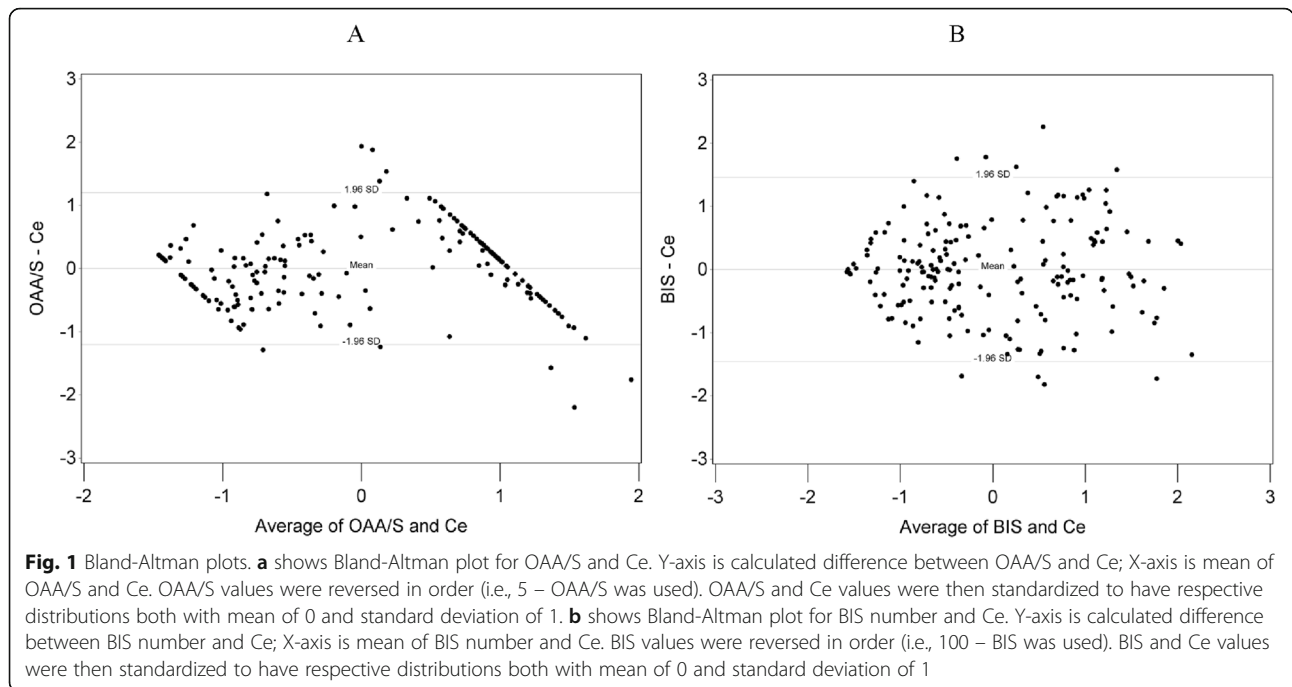 A
B
3
2
1
0
-1
-2
-3
OAA/S - Ce
1.96 SD
Mean
-1.96 SD
-2
-1
0
1
2
Average of OAA/S and Ce
3
2
1
0
-1
-2
-3
BIS - Ce
1.96 SD
Mean
-1.96 SD
-3
-2
-1
0
1
2
3
Average of BIS and Ce
Fig. 1 Bland-Altman plots. a shows Bland-Altman plot for OAA/S and Ce. Y-axis is calculated difference between OAA/S and Ce; X-axis is mean of
OAA/S and Ce. OAA/S values were reversed in order (i.e., 5 – OAA/S was used). OAA/S and Ce values were then standardized to have respective
distributions both with mean of 0 and standard deviation of 1. b shows Bland-Altman plot for BIS number and Ce. Y-axis is calculated difference
between BIS number and Ce; X-axis is mean of BIS number and Ce. BIS values were reversed in order (i.e., 100 – BIS was used). BIS and Ce values
were then standardized to have respective distributions both with mean of 0 and standard deviation of 1